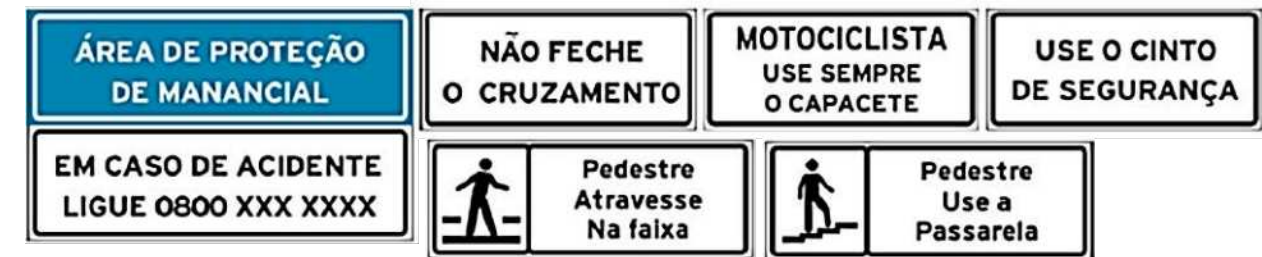 ÁREA DE PROTEÇÃO
DE MANANCIAL
EM CASO DE ACIDENTE
LIGUE 0800 XXX XXXX
NÃO FECHE
O CRUZAMENTO
MOTOCICLISTA
USE SEMPRE
O CAPACETE
USE O CINTO
DE SEGURANÇA
Pedestre
Atravesse
Na faixa
Pedestre
Use a
Passarela